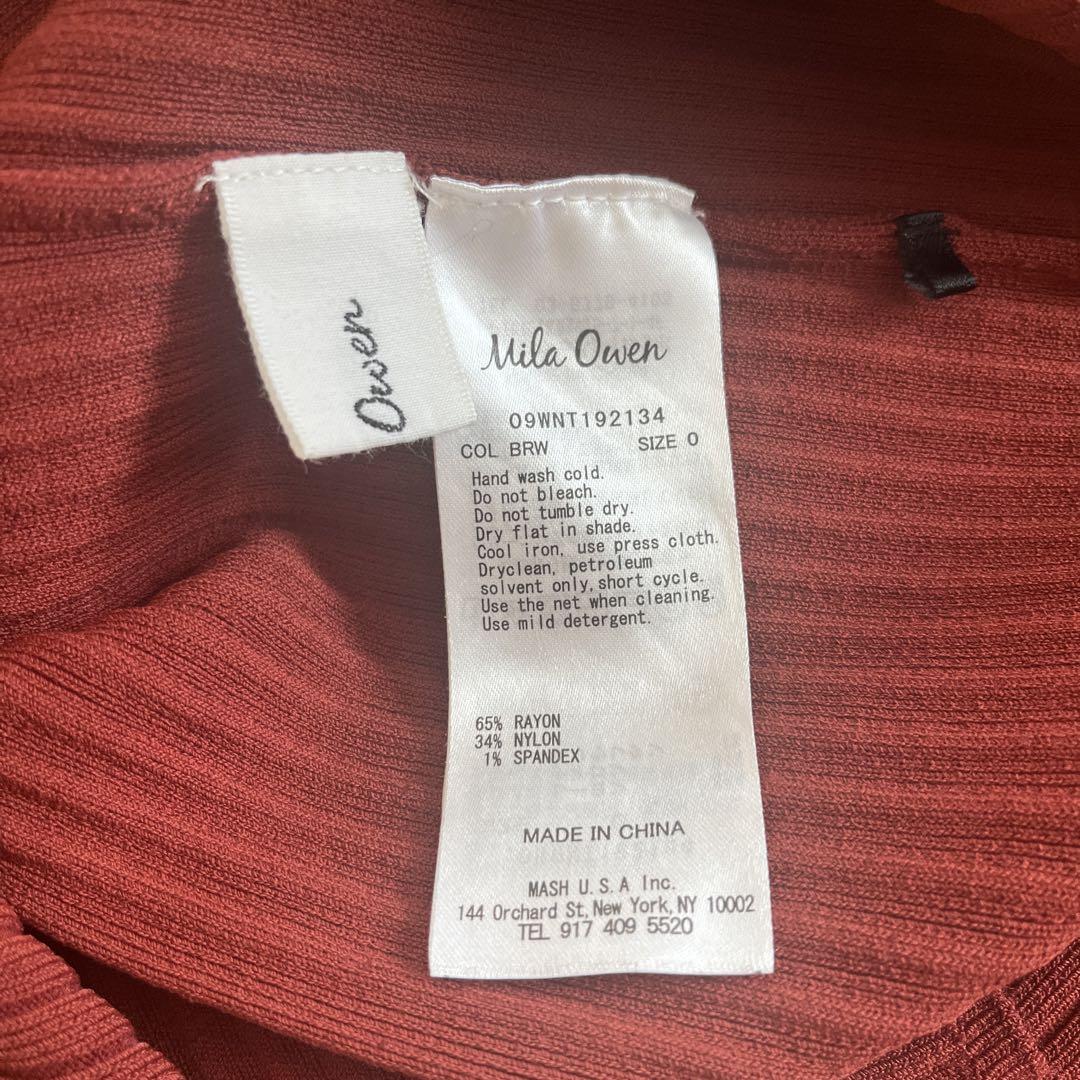 Owen
Mila Owen
09WNT192134
COL BRW SIZE 0
Hand wash cold.
Do not bleach.
Do not tumble dry.
Dry flat in shade.
Cool iron, use press cloth.
Dryclean, petroleum
solvent only, short cycle.
Use the net when cleaning.
Use mild detergent.
65% RAYON
34% NYLON
1% SPANDEX
MADE IN CHINA
MASH U.S.A Inc.
144 Orchard St, New York, NY 10002
TEL 917 409 5520